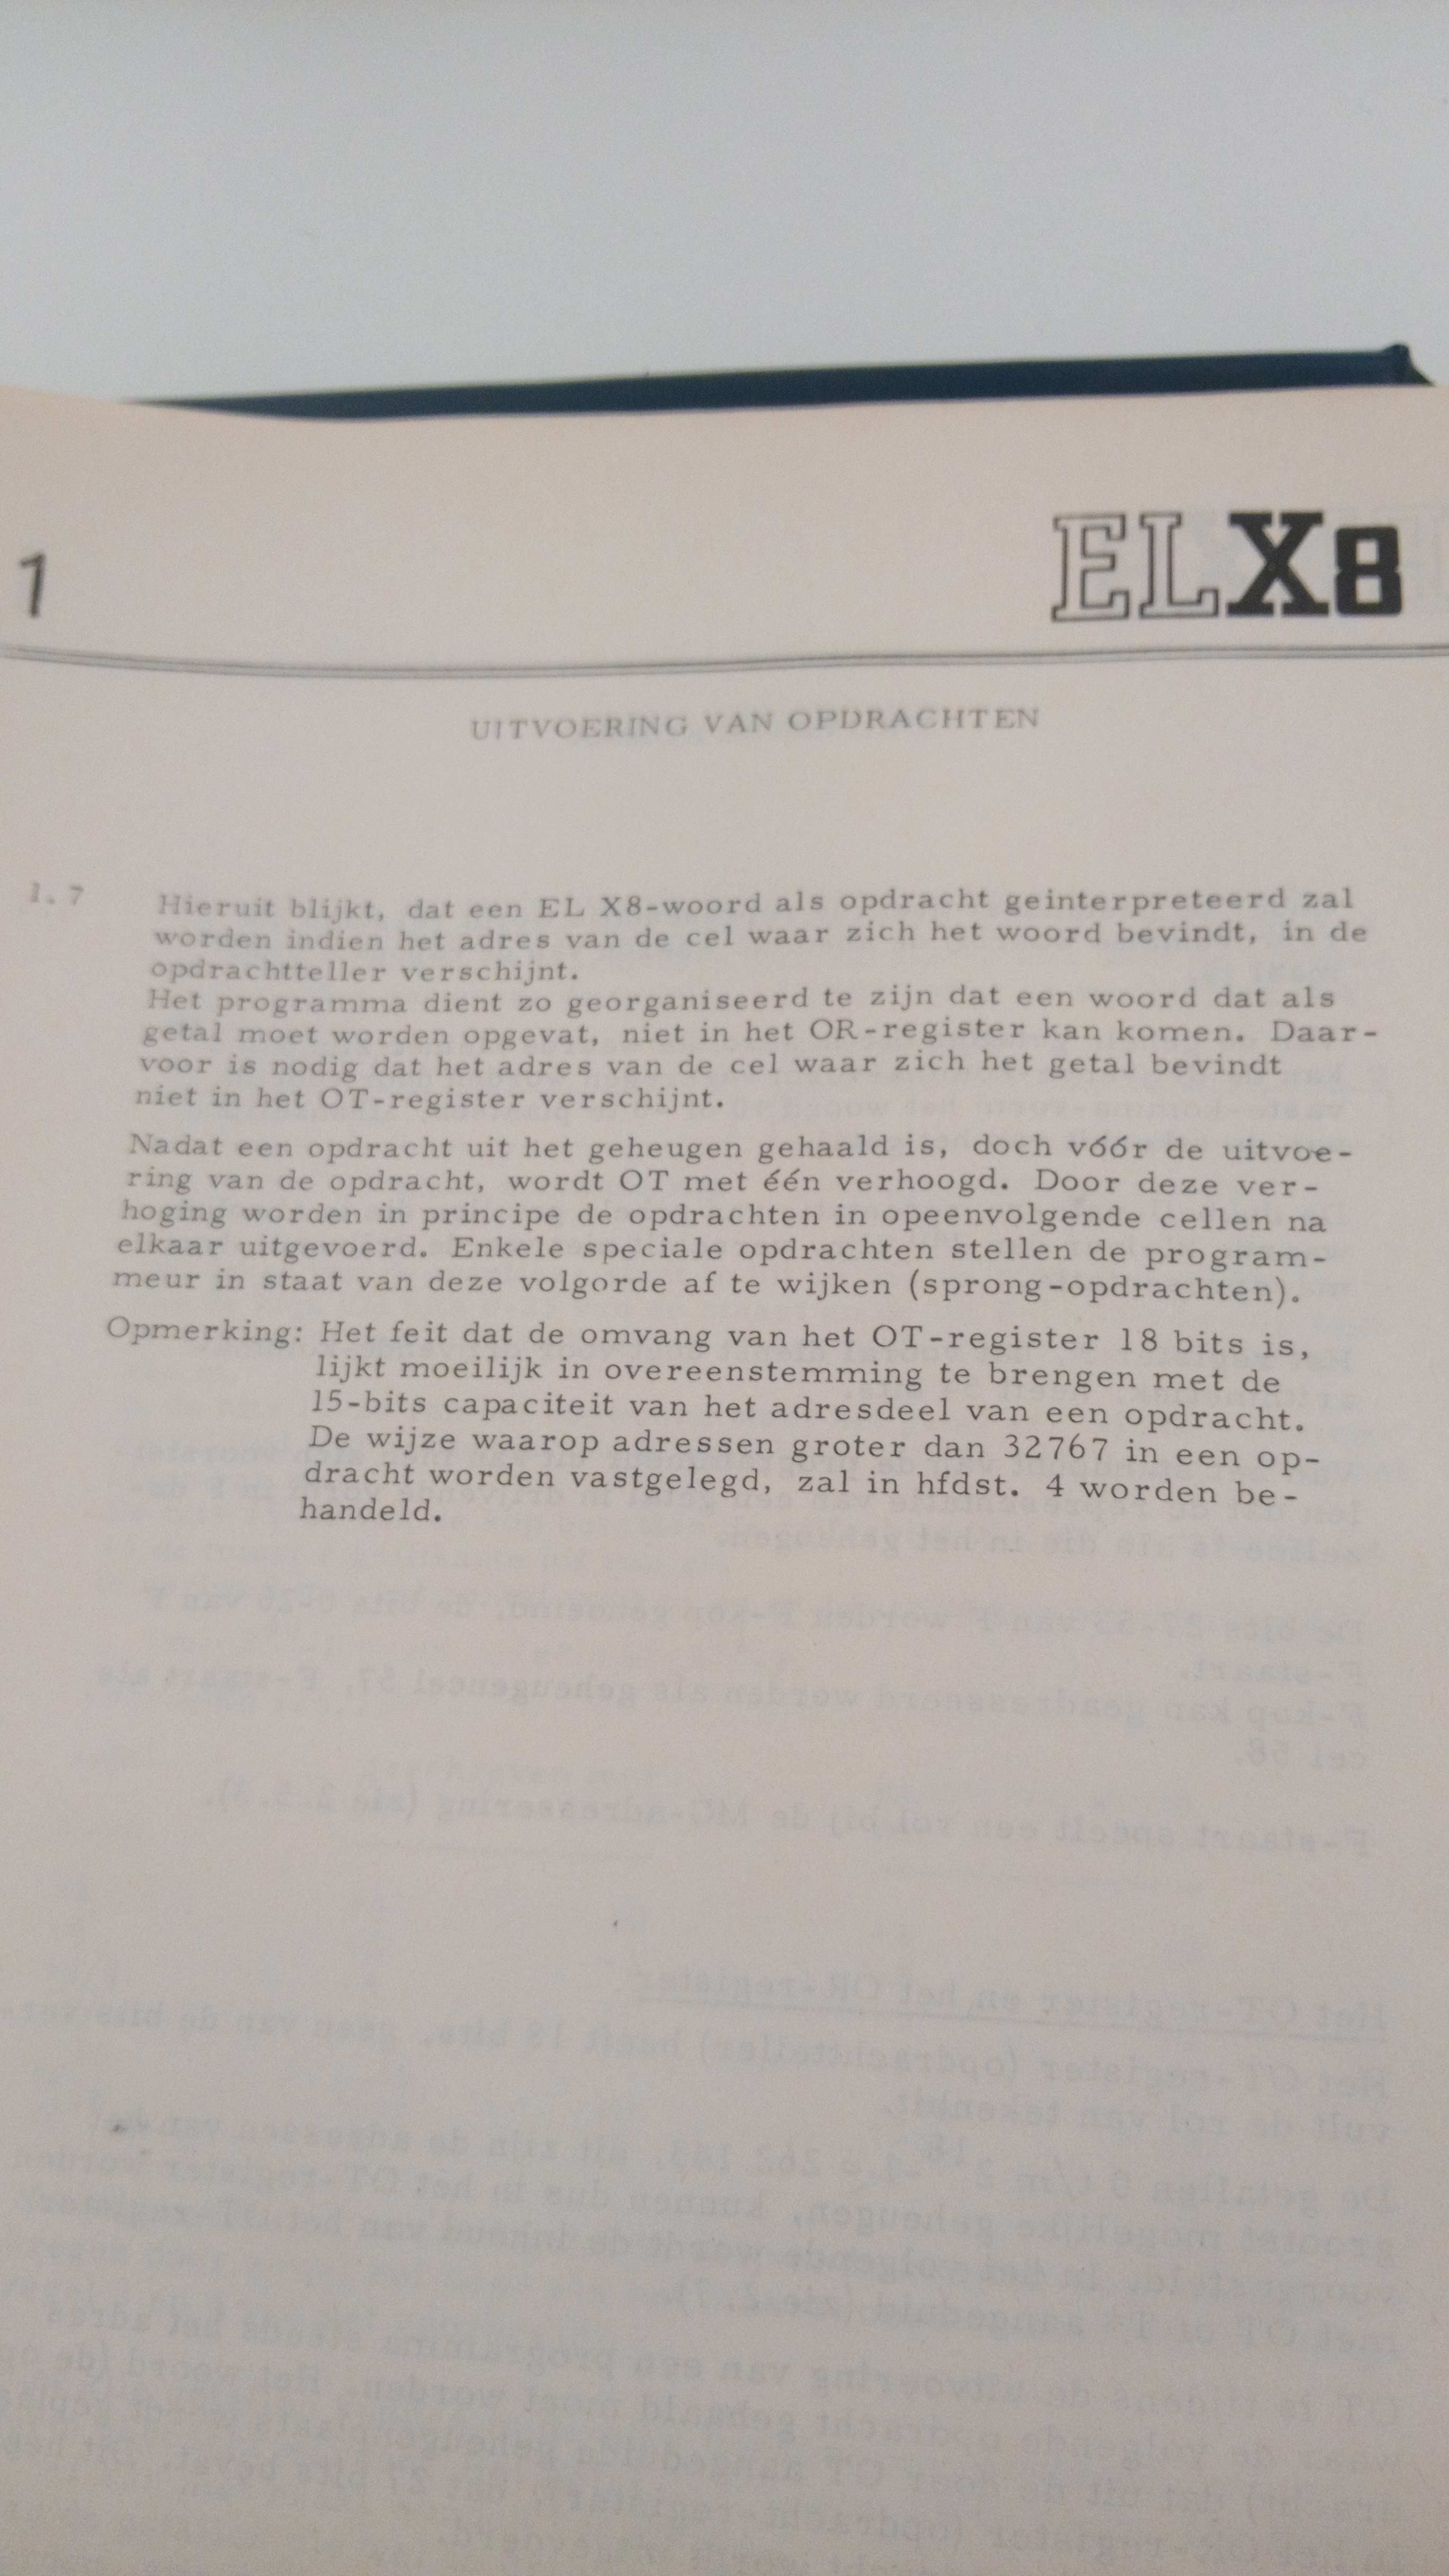 1
ELX8
UITVOERING VAN OPDRACHTEN
1.7 Hieruit blijkt, dat een EL X8-woord als opdracht geinterpreteerd zal
worden indien het adres van de cel waar zich het woord bevindt, in de
opdrachtteller verschijnt.
Het programma dient zo georganiseerd te zijn dat een woord dat als
getal moet worden opgevat, niet in het OR-register kan komen. Daar-
voor is nodig dat het adres van de cel waar zich het getal bevindt
niet in het OT-register verschijnt.
Nadat een opdracht uit het geheugen gehaald is, doch vóór de uitvoe-
ring van de opdracht, wordt OT met één verhoogd. Door deze ver-
hoging worden in principe de opdrachten in opeenvolgende cellen na
elkaar uitgevoerd. Enkele speciale opdrachten stellen de program-
meur in staat van deze volgorde af te wijken (sprong-opdrachten).
Opmerking: Het feit dat de omvang van het OT-register 18 bits is,
lijkt moeilijk in overeenstemming te brengen met de
15-bits capaciteit van het adresdeel van een opdracht.
De wijze waarop adressen groter dan 32767 in een op-
dracht worden vastgelegd, zal in hfdst. 4 worden be-
handeld.